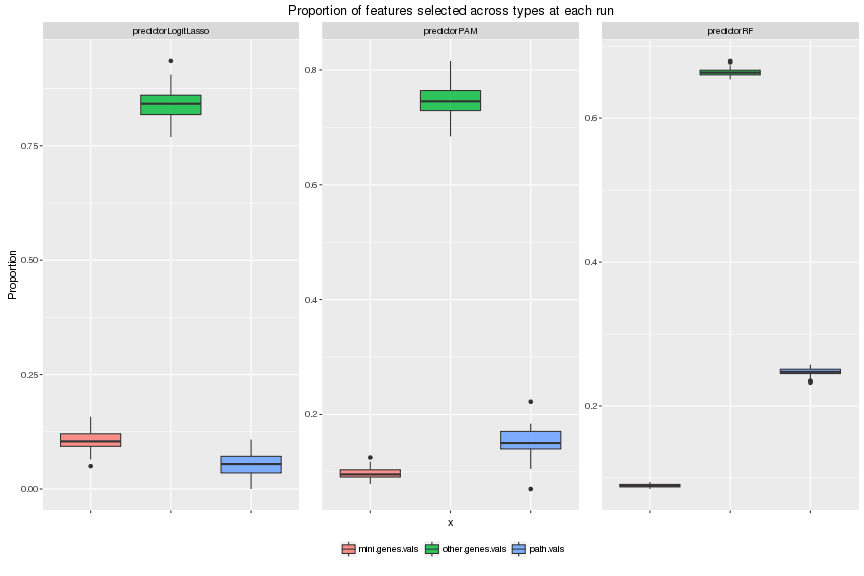 Proportion of features selected across types at each run
predictorLogitLasso
predictorPAM
predictorRF
Proportion
0.75
0.50
0.25
0.00
0.8
0.6
0.4
0.2
0.6
0.4
0.2
x
mini.genes.vals other.genes.vals path.vals